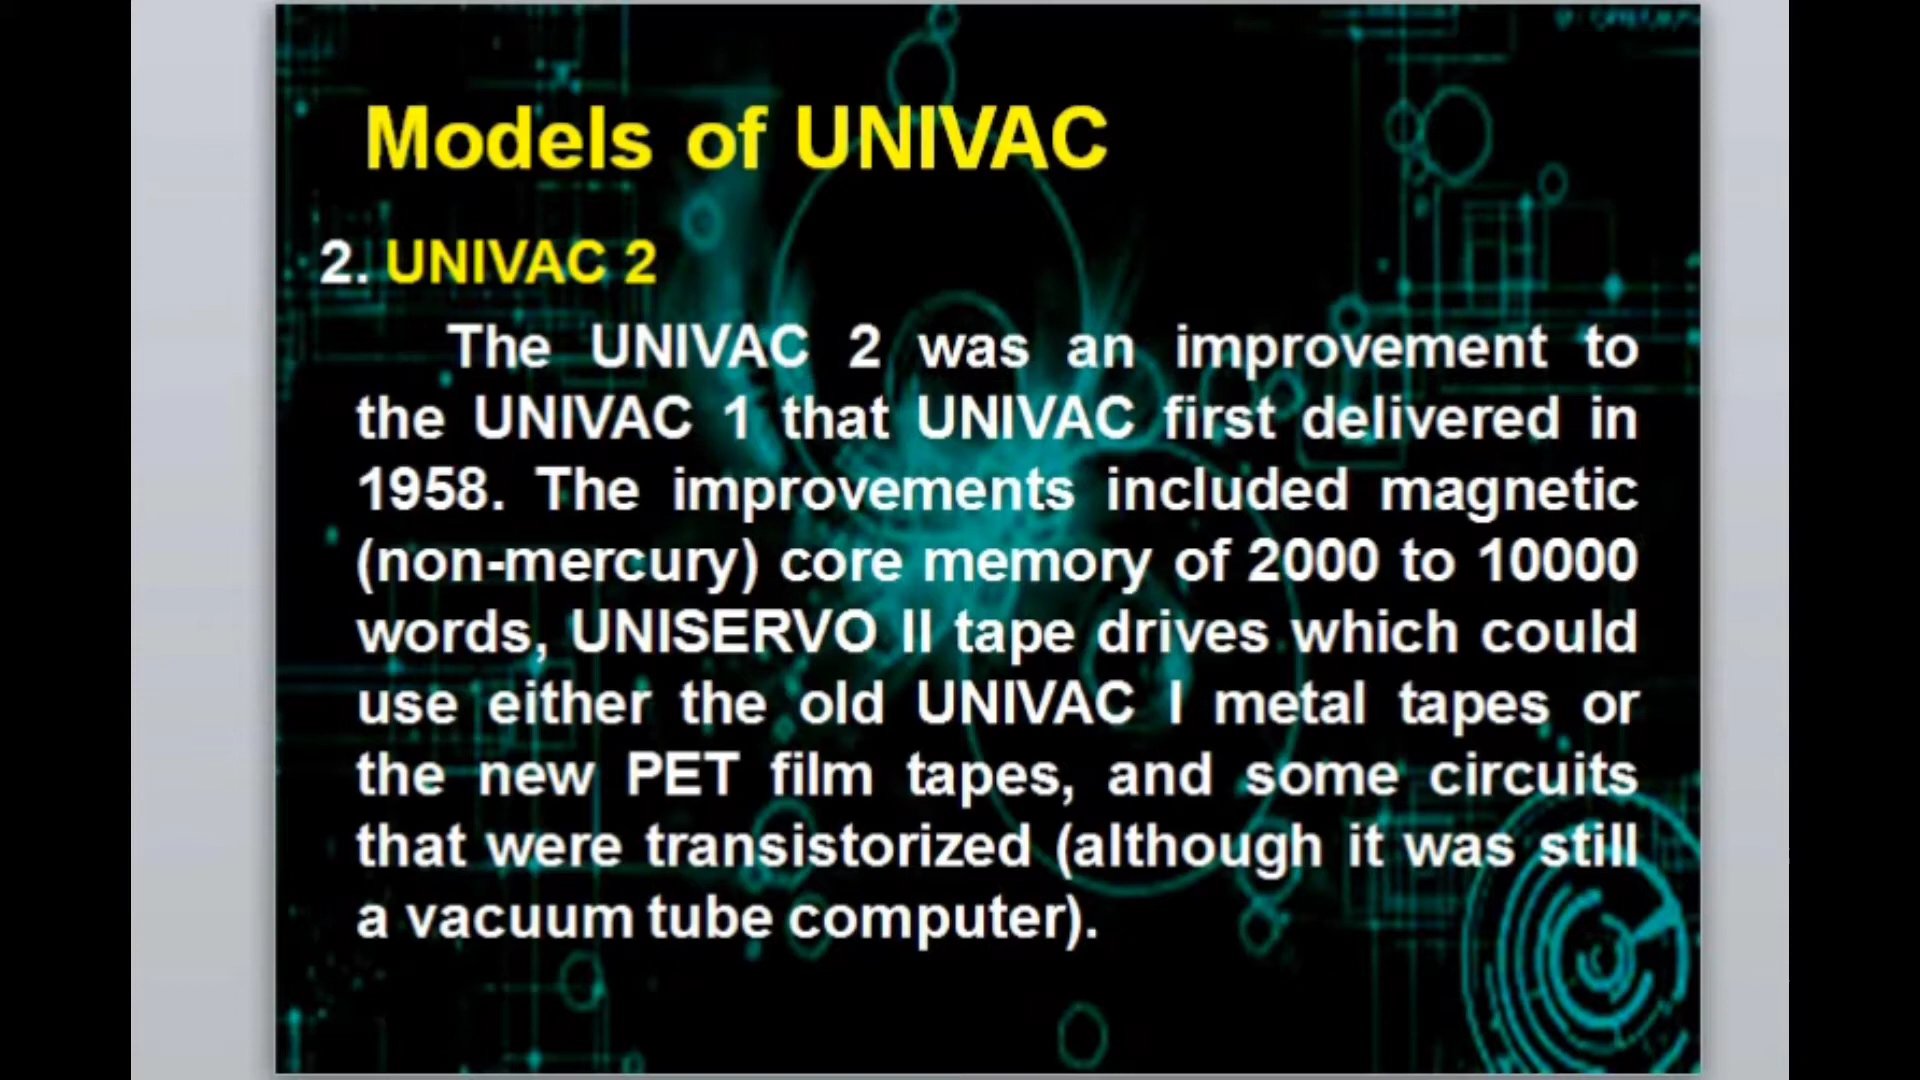 Models of UNIVAC
2. UNIVAC 2
The UNIVAC 2 was an improvement to
the UNIVAC 1 that UNIVAC first delivered in
1958. The improvements included magnetic
(non-mercury) core memory of 2000 to 10000
words, UNISERVO II tape drives which could
use either the old UNIVAC I metal tapes or
the new PET film tapes, and some circuits
that were transistorized (although it was still
a vacuum tube computer).